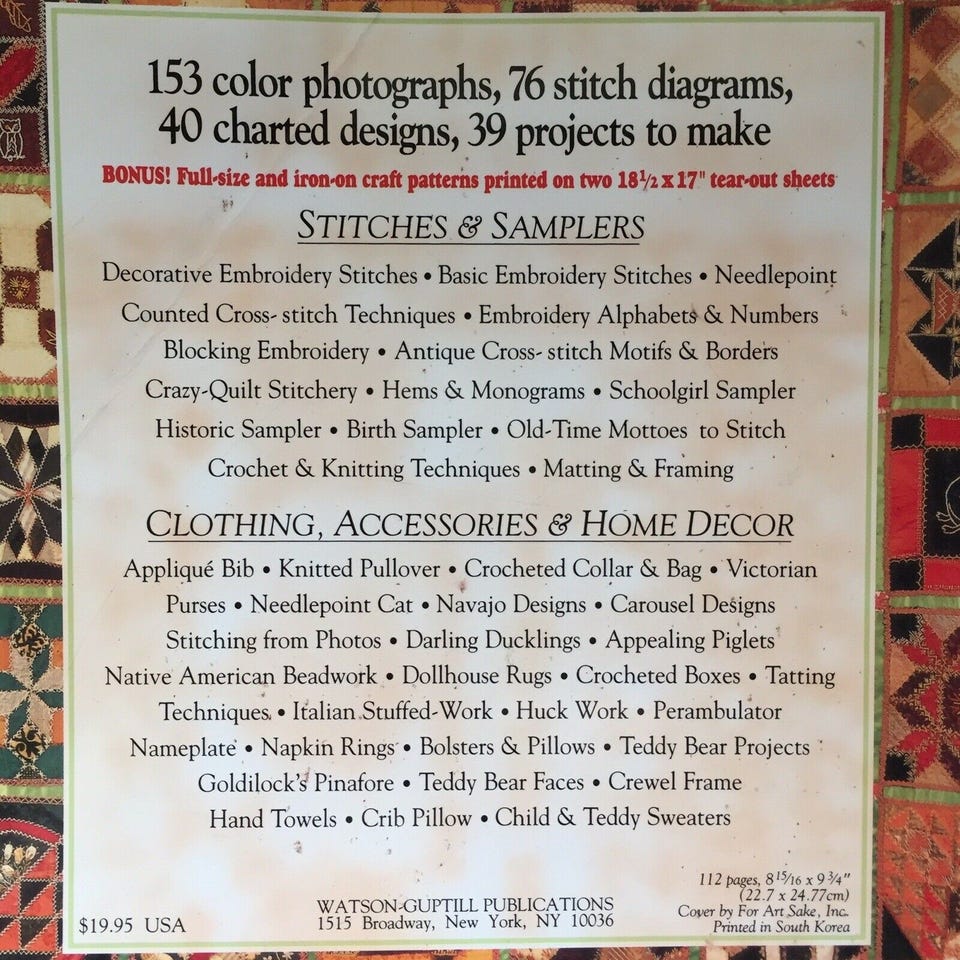 153 color photographs, 76 stitch diagrams,
40 charted designs, 39 projects to make
BONUS! Full-size and iron-on craft patterns printed on two 18 1/2 x 17" tear-out sheets
STITCHES & SAMPLERS
Decorative Embroidery Stitches • Basic Embroidery Stitches • Needlepoint
Counted Cross-stitch Techniques • Embroidery Alphabets & Numbers
Blocking Embroidery • Antique Cross-stitch Motifs & Borders
Crazy-Quilt Stitchery • Hems & Monograms • Schoolgirl Sampler
Historic Sampler • Birth Sampler • Old-Time Mottoes to Stitch
Crochet & Knitting Techniques • Matting & Framing
CLOTHING, ACCESSORIES & HOME DECOR
Appliqué Bib • Knitted Pullover • Crocheted Collar & Bag • Victorian
Purses • Needlepoint Cat • Navajo Designs • Carousel Designs
Stitching from Photos • Darling Ducklings • Appealing Piglets
Native American Beadwork • Dollhouse Rugs • Crocheted Boxes • Tatting
Techniques • Italian Stuffed-Work • Huck Work • Perambulator
Nameplate • Napkin Rings • Bolsters & Pillows • Teddy Bear Projects
Goldilock's Pinafore • Teddy Bear Faces • Crewel Frame
Hand Towels • Crib Pillow • Child & Teddy Sweaters
112 pages, 8 15/16 x 9 3/4"
(22.7 x 24.77cm)
Cover by For Art Sake, Inc.
Printed in South Korea
WATSON-GUPTILL PUBLICATIONS
1515 Broadway, New York, NY 10036
$19.95 USA